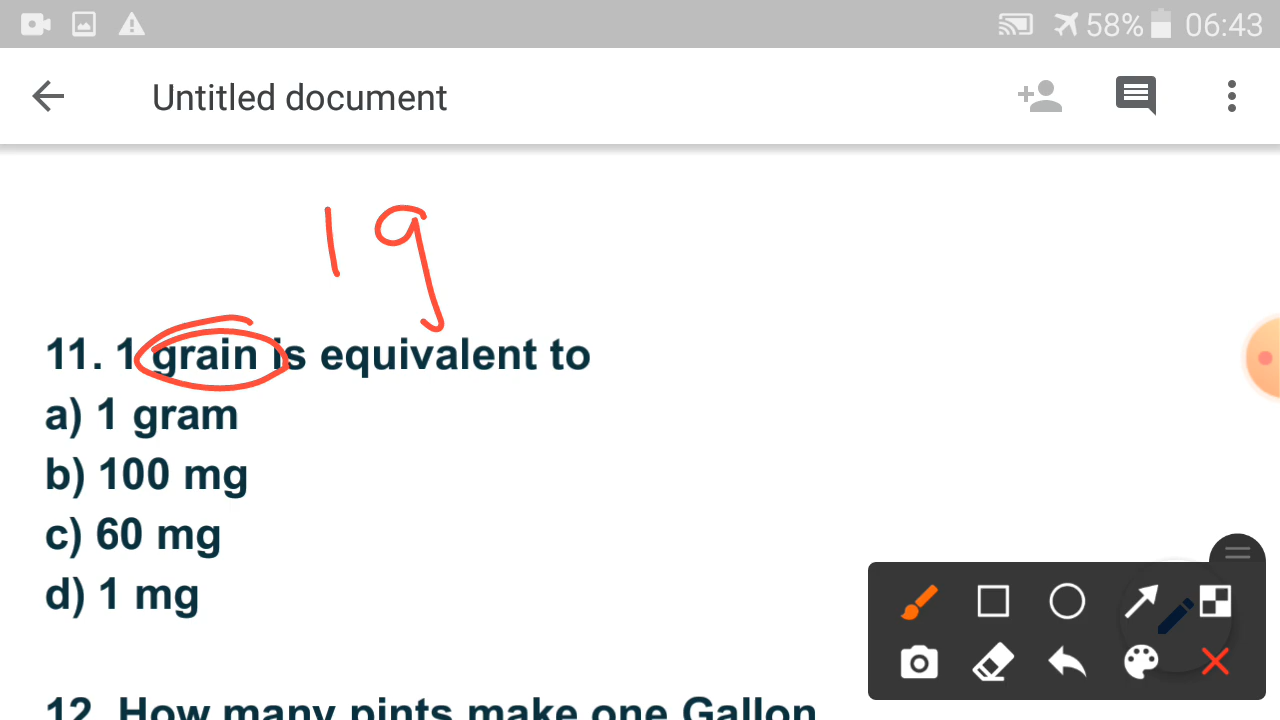 58% 06:43
Untitled document
1 g
11. 1 grain is equivalent to
a) 1 gram
b) 100 mg
c) 60 mg
d) 1 mg
12. How many pints make one Gallon